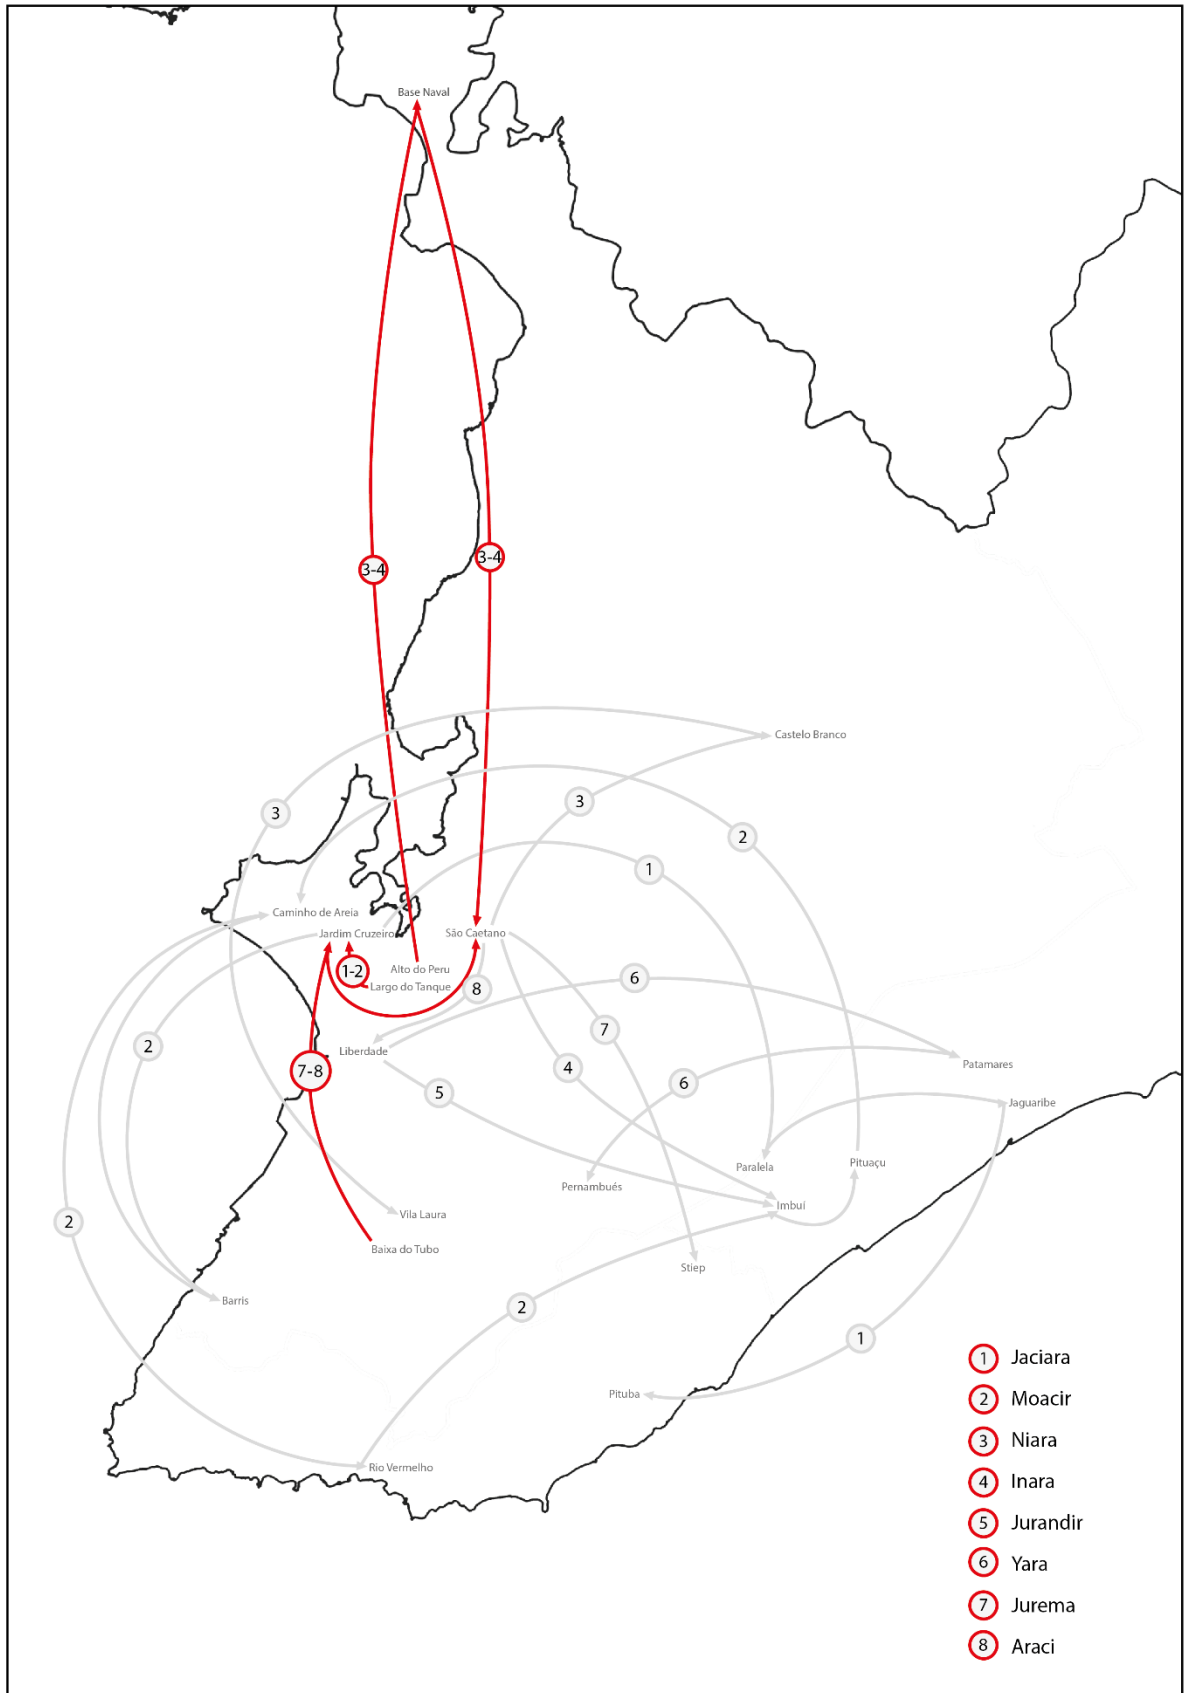 Base Naval
3-4
3-4
Castelo Branco
3
3
2
1
Caminho de Areia
Jardim Cruzeiro
São Caetano
1-2
Alto do Peru
Largo do Tanque
8
6
7
2
Liberdade
7-8
4
6
5
Patamares
Jaguaribe
Paralela
Pituaçu
Pernambués
Imbuí
2
Vila Laura
Baixa do Tubo
Stiep
Barris
2
1
Pituba
Rio Vermelho
1 Jaciara
2 Moacir
3 Niara
4 Inara
5 Jurandir
6 Yara
7 Jurema
8 Araci